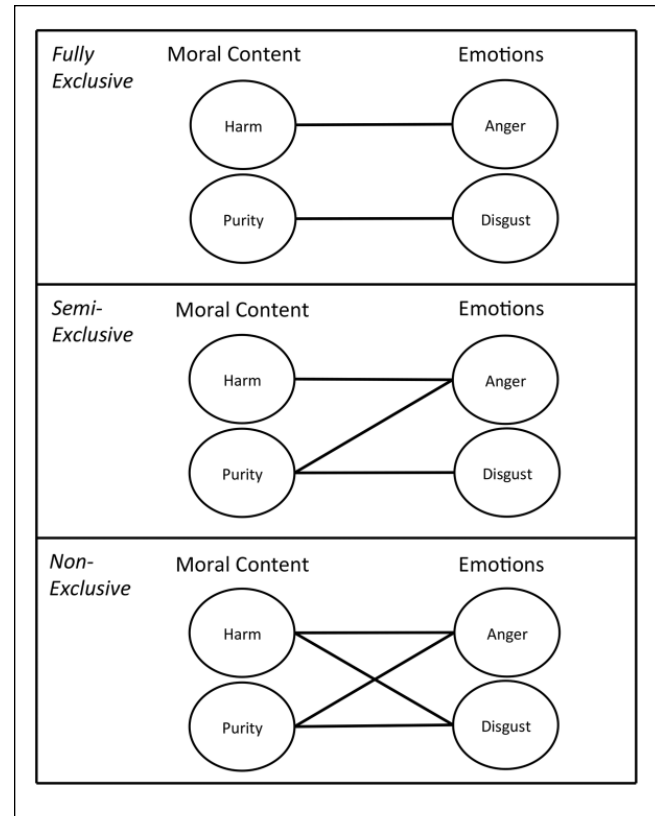 Fully
Exclusive
Moral Content
Emotions
Harm
Anger
Purity
Disgust
Semi-
Exclusive
Moral Content
Emotions
Harm
Anger
Purity
Disgust
Non-
Exclusive
Moral Content
Emotions
Harm
Anger
Purity
Disgust